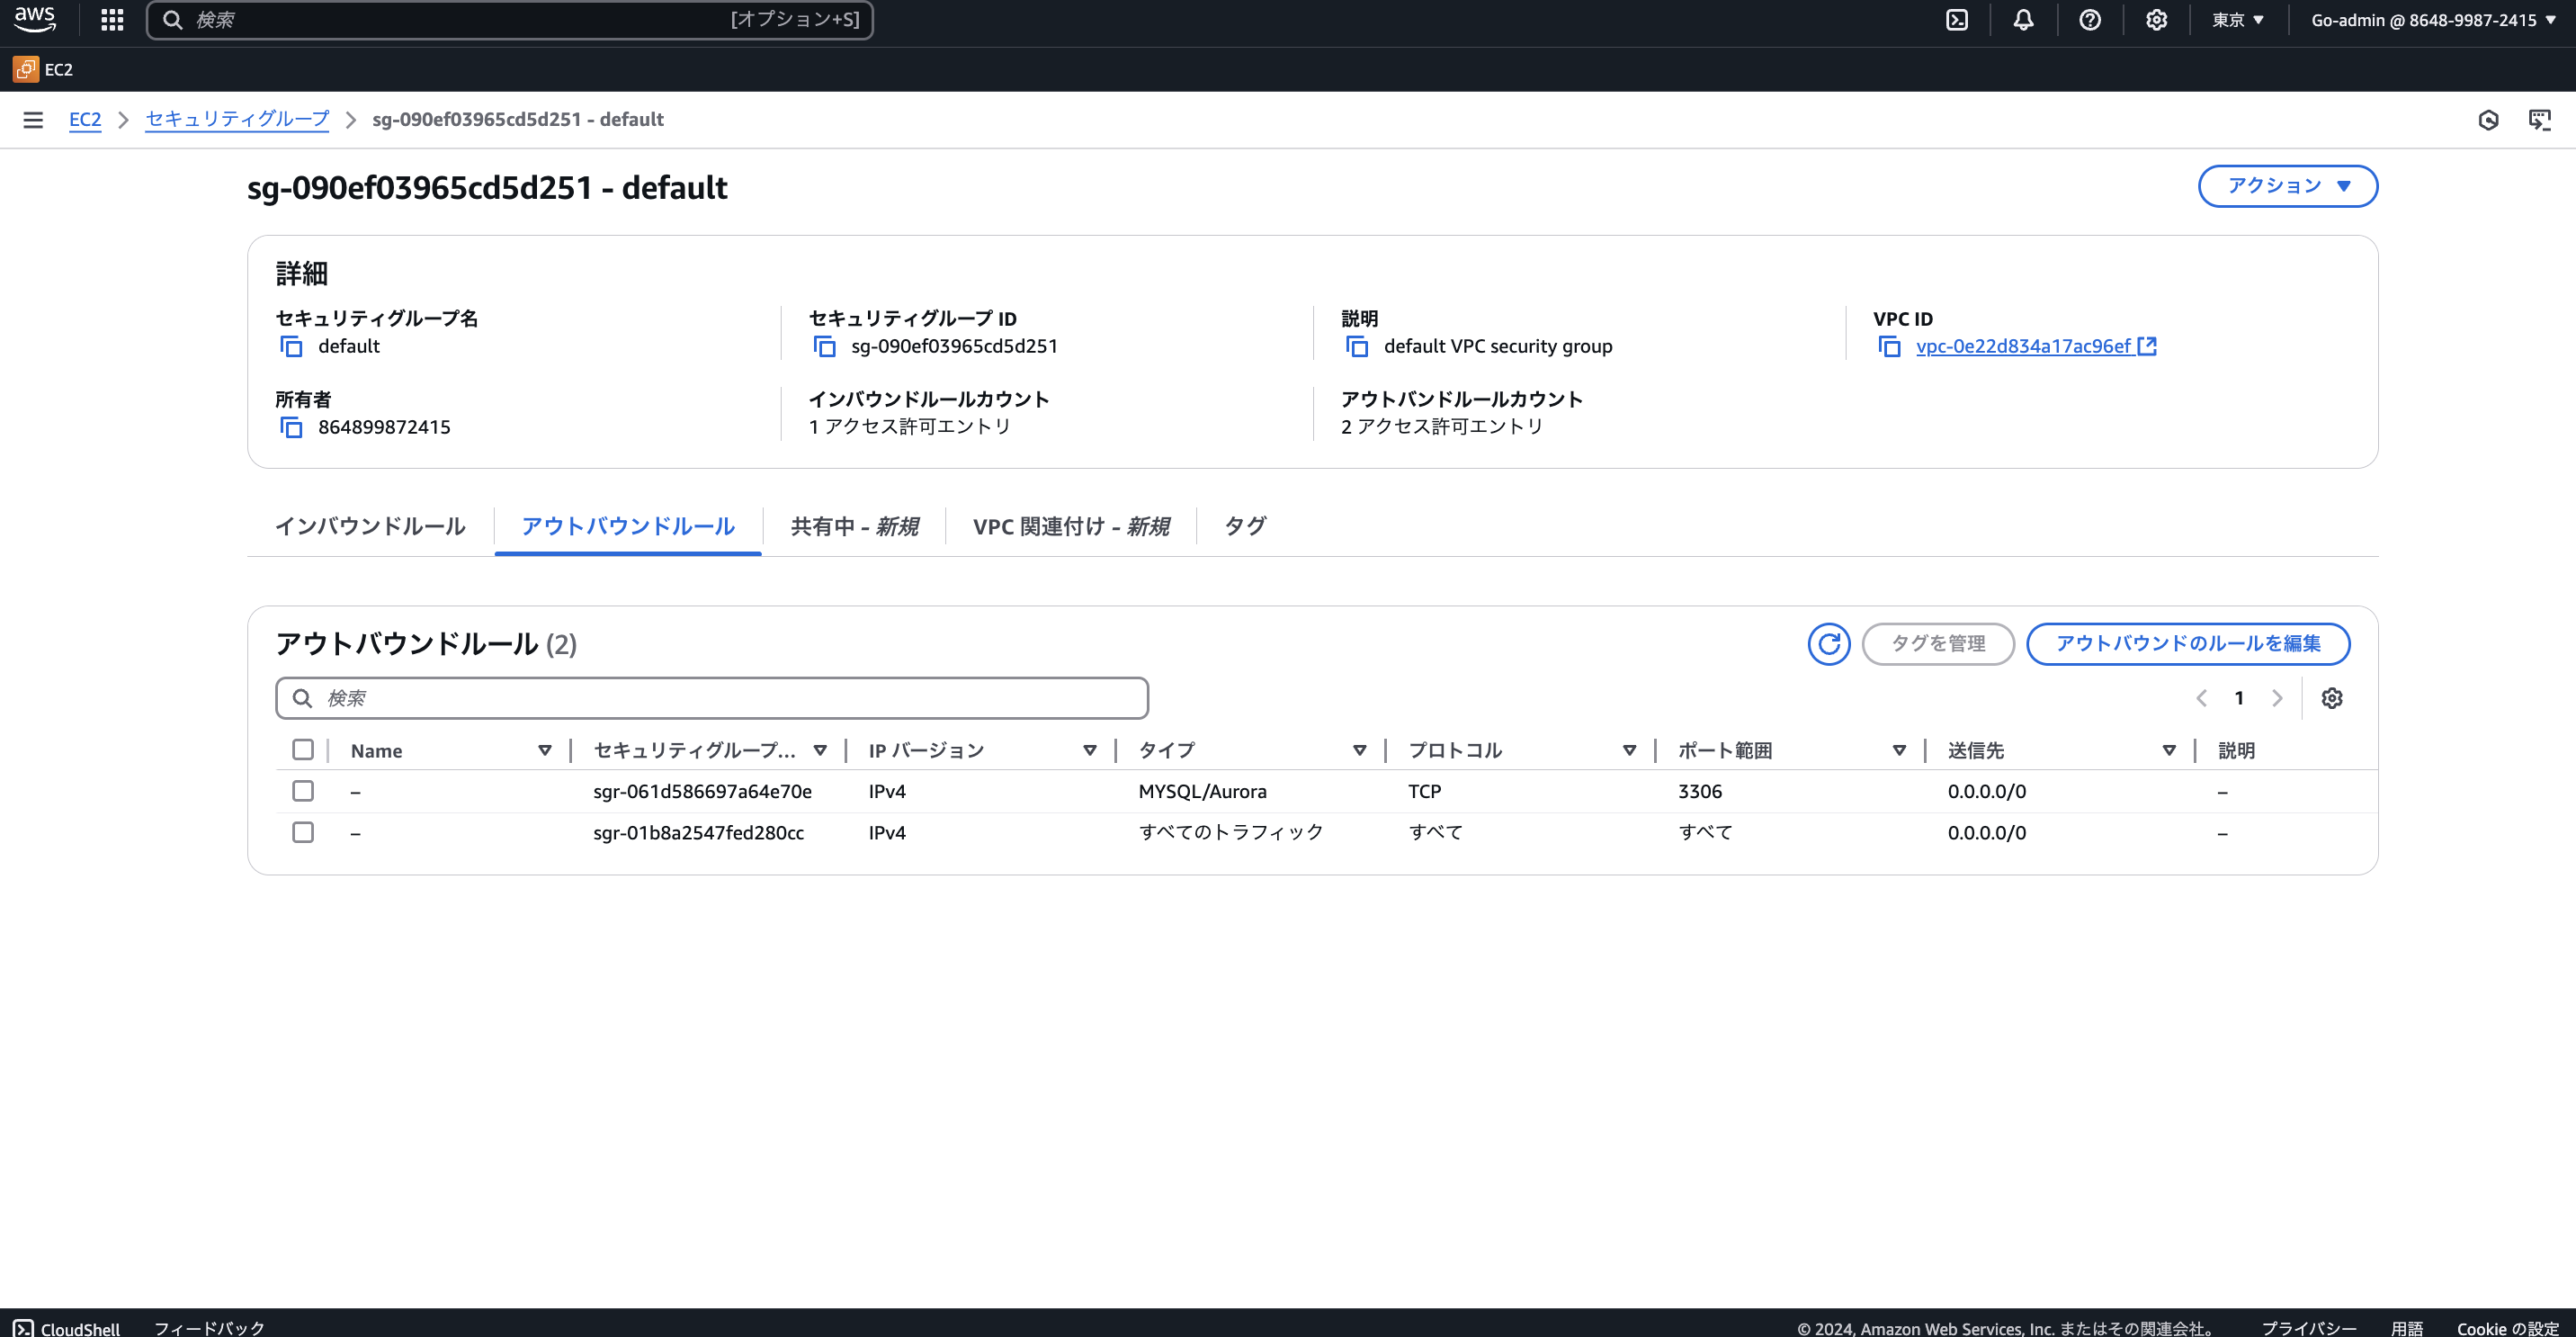 aws
検索 [オプション+S] 東京 ▼ Go-admin @ 8648-9987-2415 ▼
EC2
EC2 > セキュリティグループ > sg-090ef03965cd5d251 - default
sg-090ef03965cd5d251 - default
アクション ▼
詳細
セキュリティグループ名
default
セキュリティグループ ID
sg-090ef03965cd5d251
説明
default VPC security group
VPC ID
vpc-0e22d834a17ac96ef
所有者
864899872415
インバウンドルールカウント
1 アクセス許可エントリ
アウトバンドルールカウント
2 アクセス許可エントリ
インバウンドルール アウトバウンドルール 共有中 - 新規 VPC 関連付け - 新規 タグ
アウトバウンドルール (2)
タグを管理 アウトバウンドのルールを編集
検索
1
Name セキュリティグループ... IP バージョン タイプ プロトコル ポート範囲 送信先 説明
– sgr-061d586697a64e70e IPv4 MYSQL/Aurora TCP 3306 0.0.0.0/0 –
– sgr-01b8a2547fed280cc IPv4 すべてのトラフィック すべて すべて 0.0.0.0/0 –
CloudShell フィードバック © 2024, Amazon Web Services, Inc. またはその関連会社。 プライバシー 用語 Cookie の設定